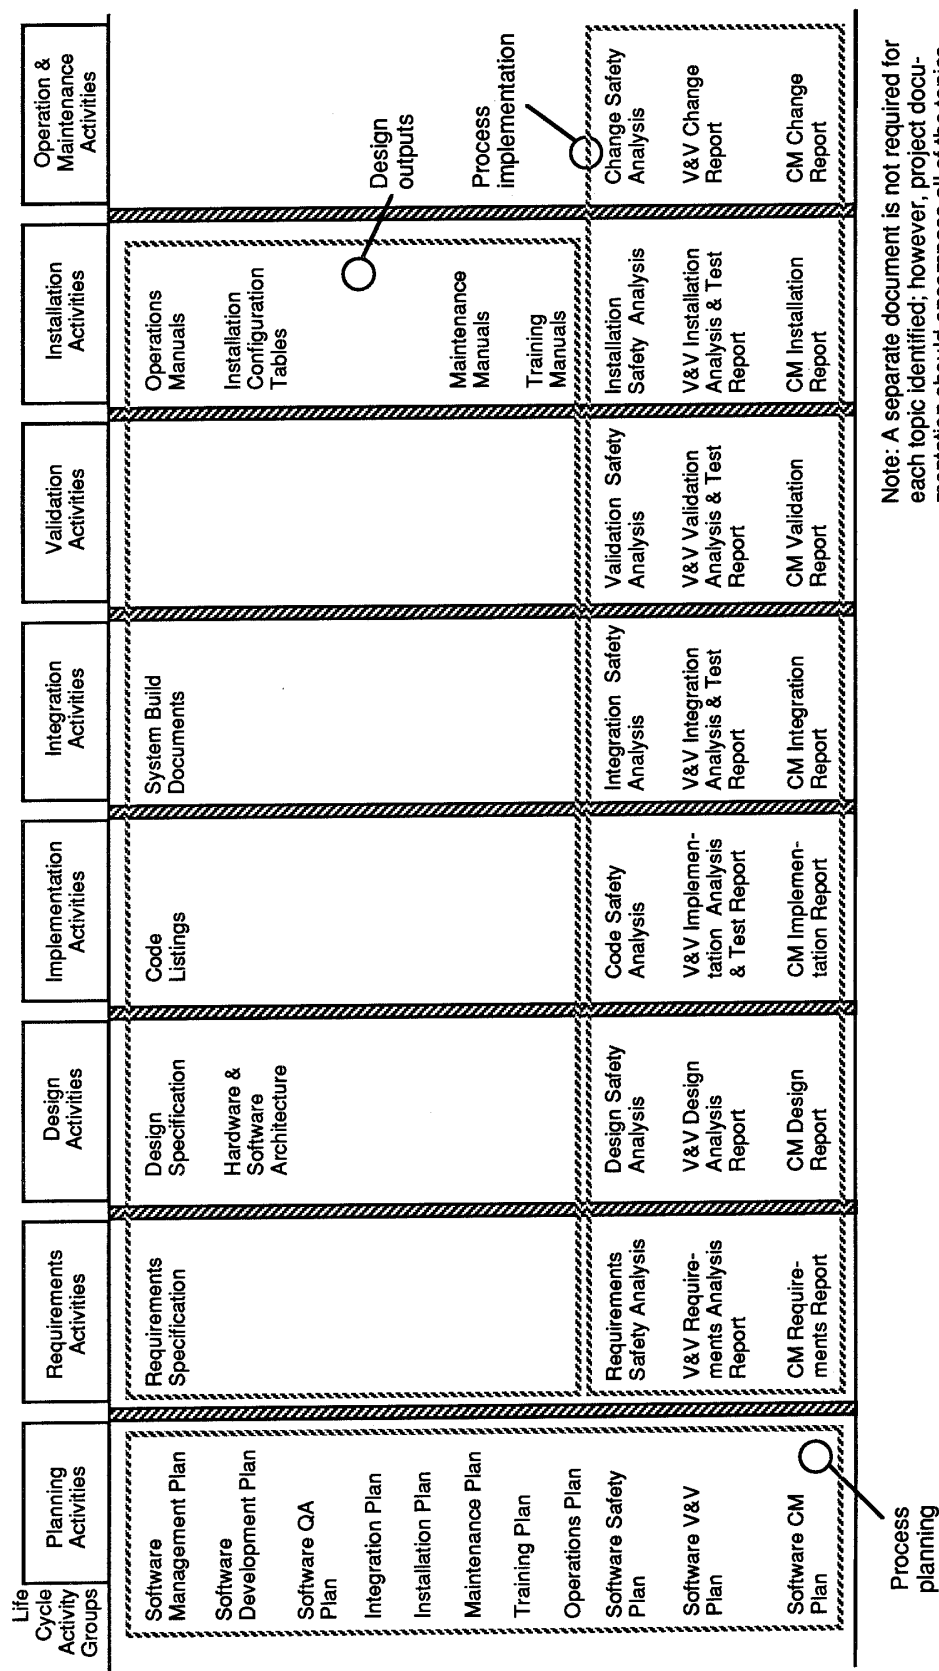 Life
Cycle
Activity
Groups
Planning
Activities
Requirements
Activities
Design
Activities
Implementation
Activities
Integration
Activities
Validation
Activities
Installation
Activities
Operation &
Maintenance
Activities
Software
Management Plan
Software
Development Plan
Software QA
Plan
Integration Plan
Installation Plan
Maintenance Plan
Training Plan
Operations Plan
Software Safety
Plan
Software V&V
Plan
Software CM
Plan
Process
planning
Requirements
Specification
Requirements
Safety Analysis
V&V Require-
ments Analysis
Report
CM Require-
ments Report
Design
Specification
Hardware &
Software
Architecture
Design Safety
Analysis
V&V Design
Analysis
Report
CM Design
Report
Code
Listings
Code Safety
Analysis
V&V Implemen-
tation Analysis
& Test Report
CM Implemen-
tation Report
System Build
Documents
Integration Safety
Analysis
V&V Integration
Analysis & Test
Report
CM Integration
Report
Validation Safety
Analysis
V&V Validation
Analysis & Test
Report
CM Validation
Report
Operations
Manuals
Installation
Configuration
Tables
Maintenance
Manuals
Training
Manuals
Installation
Safety Analysis
V&V Installation
Analysis & Test
Report
CM Installation
Report
Design
outputs
Process
implementation
Change Safety
Analysis
V&V Change
Report
CM Change
Report
Note: A separate document is not required for
each topic identified; however, project docu-